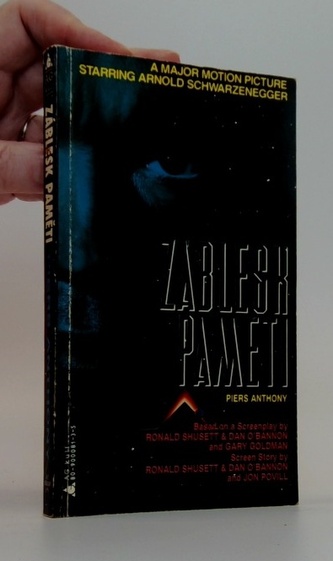 A MAJOR MOTION PICTURE
STARRING ARNOLD SCHWARZENEGGER
ZÁBLESK PAMĚTI
ZÁBLESK
PAMĚTI
PIERS ANTHONY
Based on a Screenplay by
RONALD SHUSETT & DAN O'BANNON
and GARY GOLDMAN
Screen Story by
RONALD SHUSETT & DAN O'BANNON
and JON POVILL